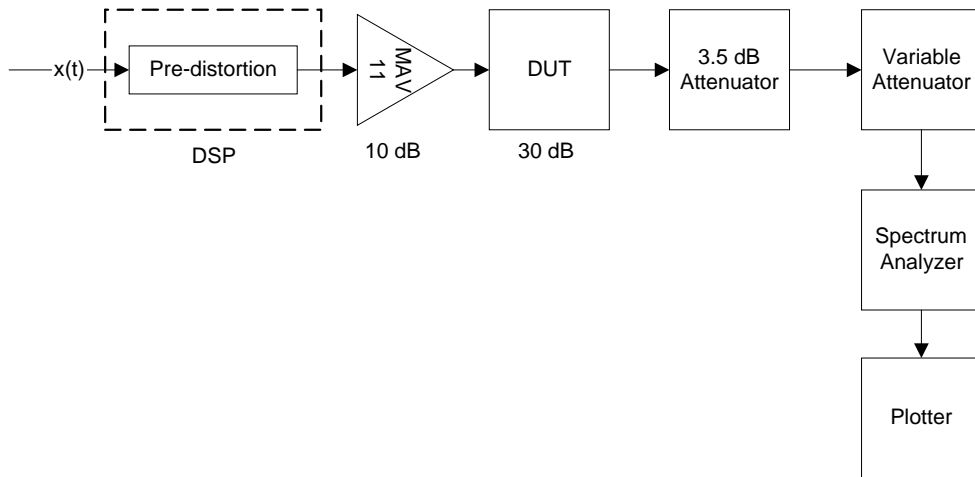 x(t)
Pre-distortion
DSP
MAV
11
10 dB
DUT
30 dB
3.5 dB
Attenuator
Variable
Attenuator
Spectrum
Analyzer
Plotter